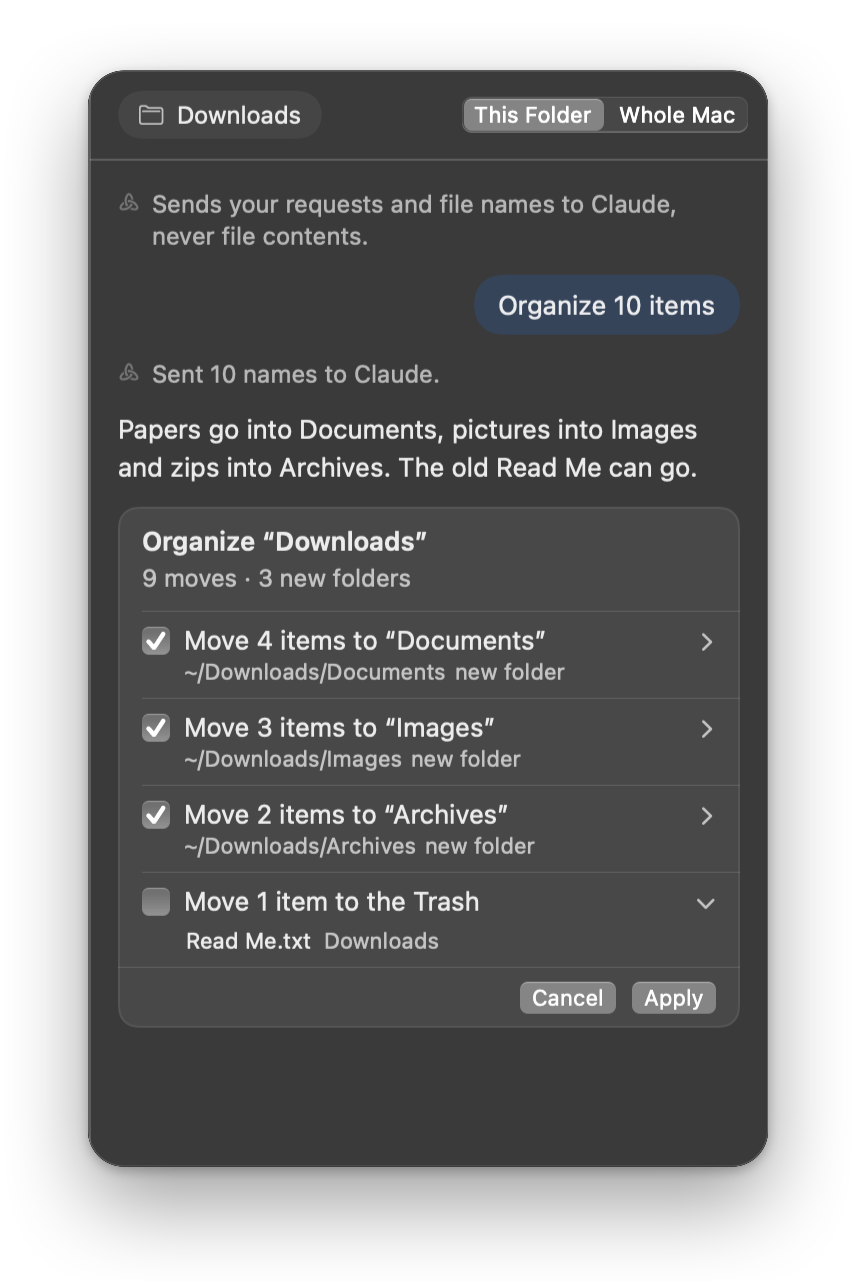 Downloads
This Folder
Whole Mac
Sends your requests and file names to Claude,
never file contents.
Organize 10 items
Sent 10 names to Claude.
Papers go into Documents, pictures into Images
and zips into Archives. The old Read Me can go.
Organize “Downloads”
9 moves · 3 new folders
Move 4 items to “Documents”
~/Downloads/Documents new folder
Move 3 items to “Images”
~/Downloads/Images new folder
Move 2 items to “Archives”
~/Downloads/Archives new folder
Move 1 item to the Trash
Read Me.txt Downloads
Cancel
Apply